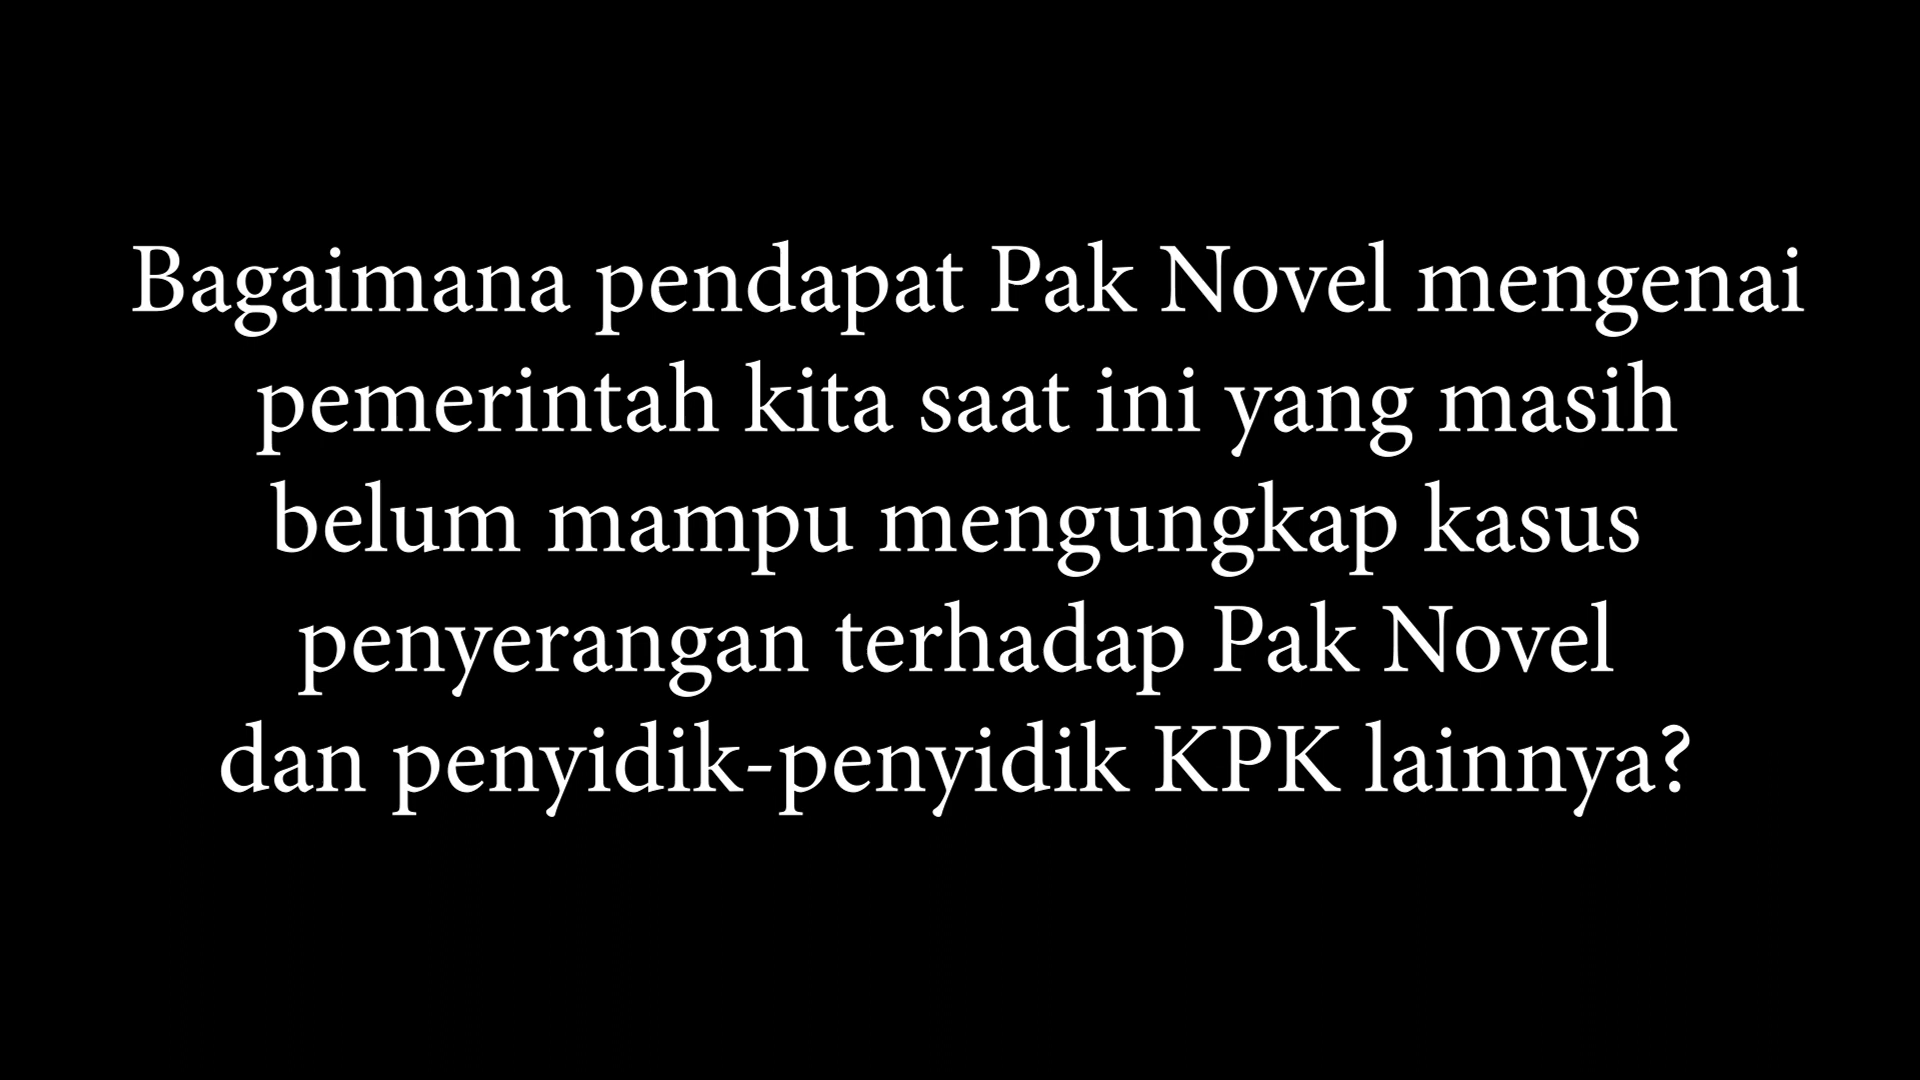 Bagaimana pendapat Pak Novel mengenai
pemerintah kita saat ini yang masih
belum mampu mengungkap kasus
penyerangan terhadap Pak Novel
dan penyidik-penyidik KPK lainnya?